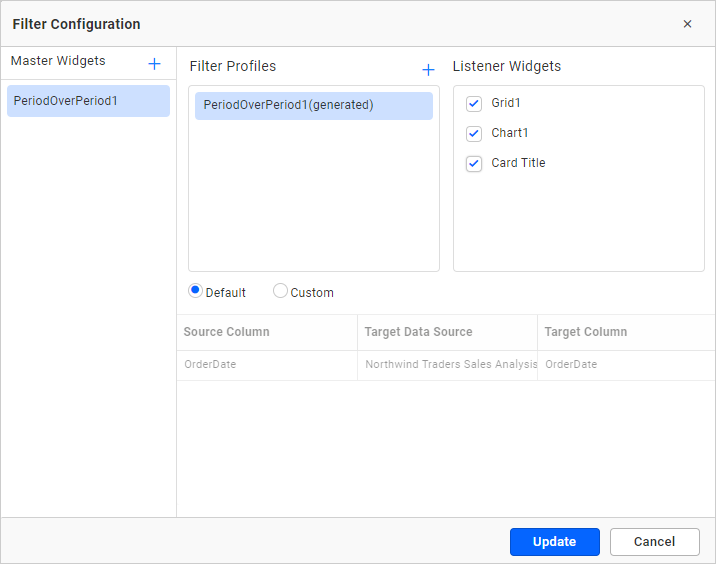 Filter Configuration
Master Widgets
PeriodOverPeriod1
Filter Profiles
PeriodOverPeriod1(generated)
Listener Widgets
Grid1
Chart1
Card Title
Default
Custom
Source Column
Target Data Source
Target Column
OrderDate
Northwind Traders Sales Analysis
OrderDate
Update
Cancel